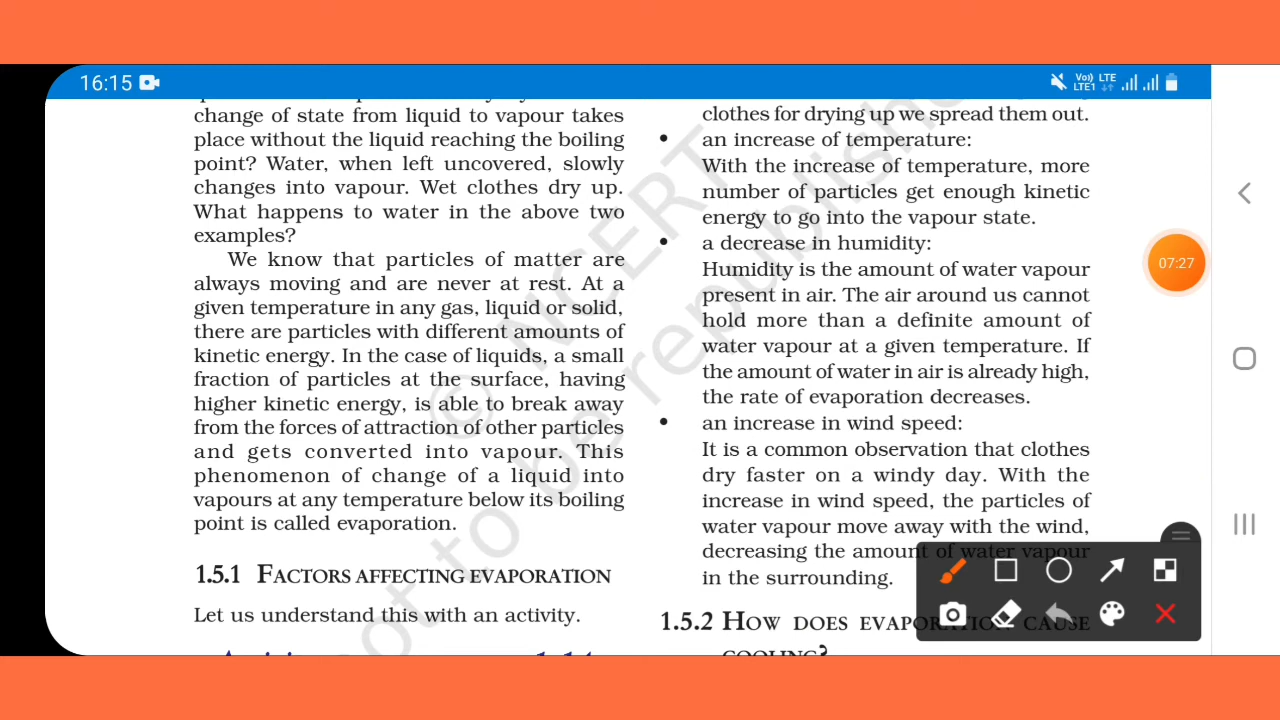 16:15
Vo)) LTE
LTE1
change of state from liquid to vapour takes
place without the liquid reaching the boiling
point? Water, when left uncovered, slowly
changes into vapour. Wet clothes dry up.
What happens to water in the above two
examples?
We know that particles of matter are
always moving and are never at rest. At a
given temperature in any gas, liquid or solid,
there are particles with different amounts of
kinetic energy. In the case of liquids, a small
fraction of particles at the surface, having
higher kinetic energy, is able to break away
from the forces of attraction of other particles
and gets converted into vapour. This
phenomenon of change of a liquid into
vapours at any temperature below its boiling
point is called evaporation.
1.5.1 FACTORS AFFECTING EVAPORATION
Let us understand this with an activity.
clothes for drying up we spread them out.
• an increase of temperature:
With the increase of temperature, more
number of particles get enough kinetic
energy to go into the vapour state.
• a decrease in humidity:
Humidity is the amount of water vapour
present in air. The air around us cannot
hold more than a definite amount of
water vapour at a given temperature. If
the amount of water in air is already high,
the rate of evaporation decreases.
• an increase in wind speed:
It is a common observation that clothes
dry faster on a windy day. With the
increase in wind speed, the particles of
water vapour move away with the wind,
decreasing the amount of water vapour
in the surrounding.
1.5.2 HOW DOES EVAPORATION CAUSE
COOLING?
07:27
© NCERT
not to be republished